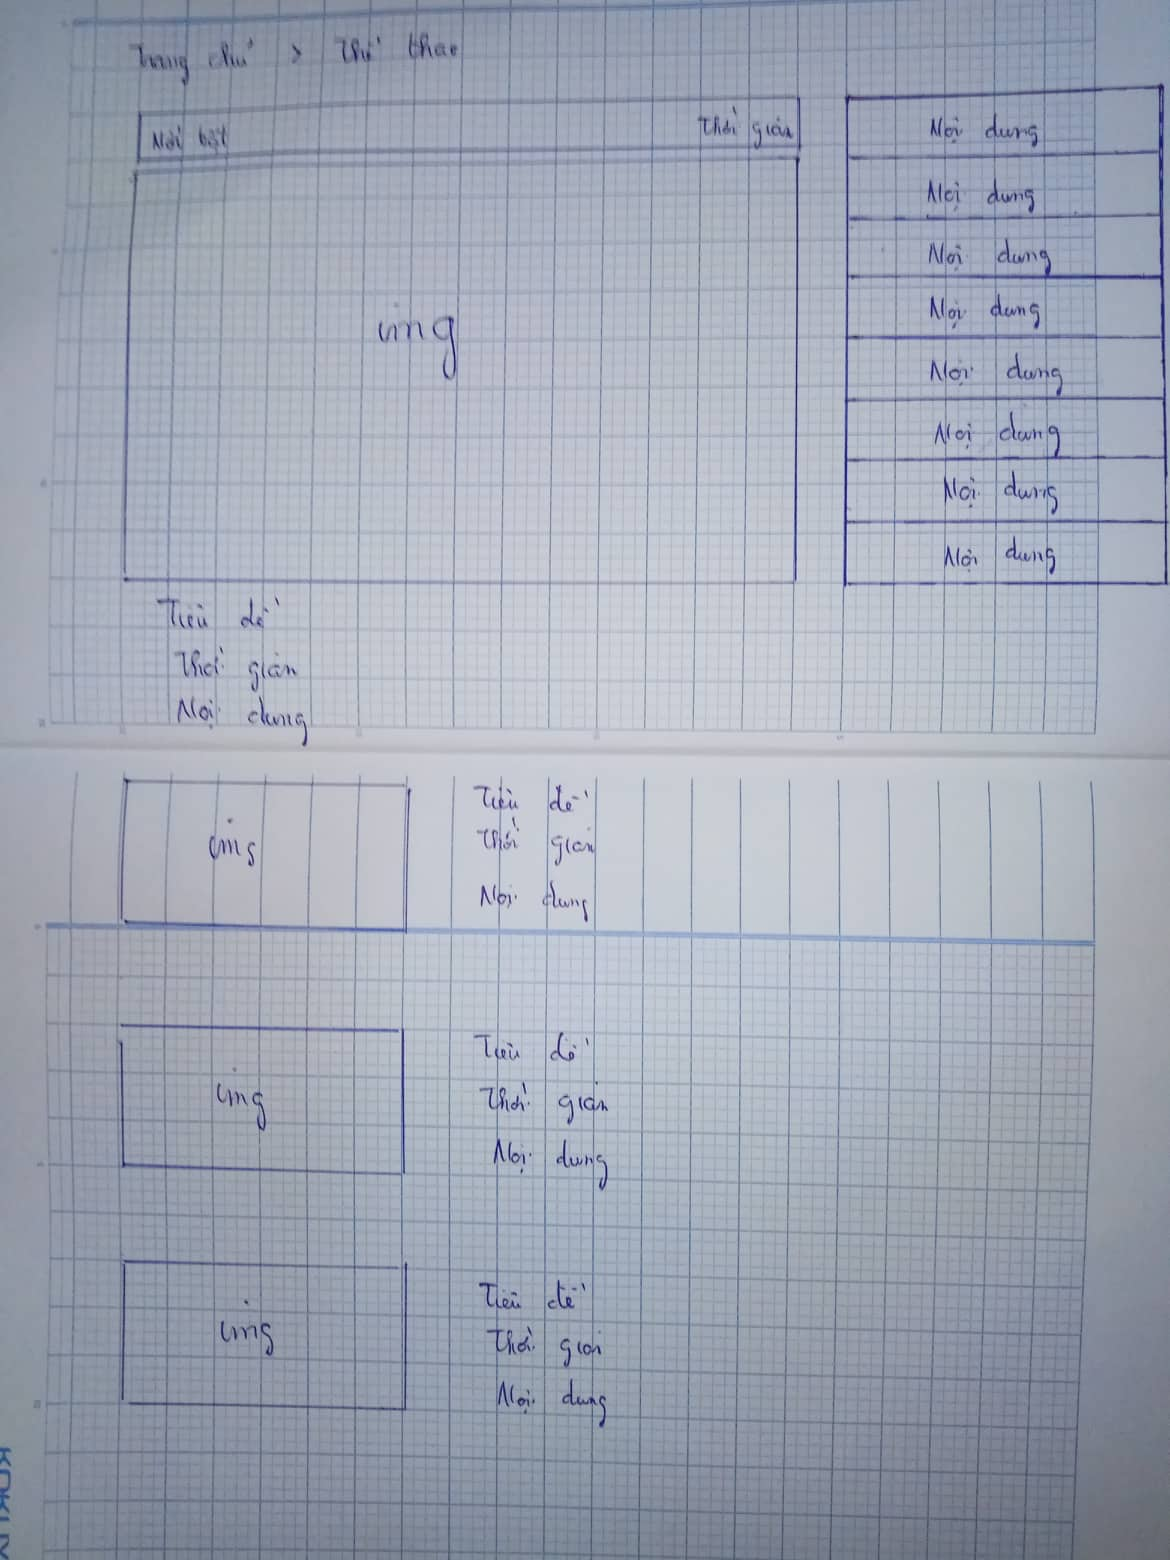 Trang chủ > Thể thao
Nổi bật Thời gian
img
Nội dung
Nội dung
Nội dung
Nội dung
Nội dung
Nội dung
Nội dung
Nội dung
Tiêu đề
Thời gian
Nội dung
img
Tiêu đề
Thời gian
Nội dung
img
Tiêu đề
Thời gian
Nội dung
img
Tiêu đề
Thời gian
Nội dung